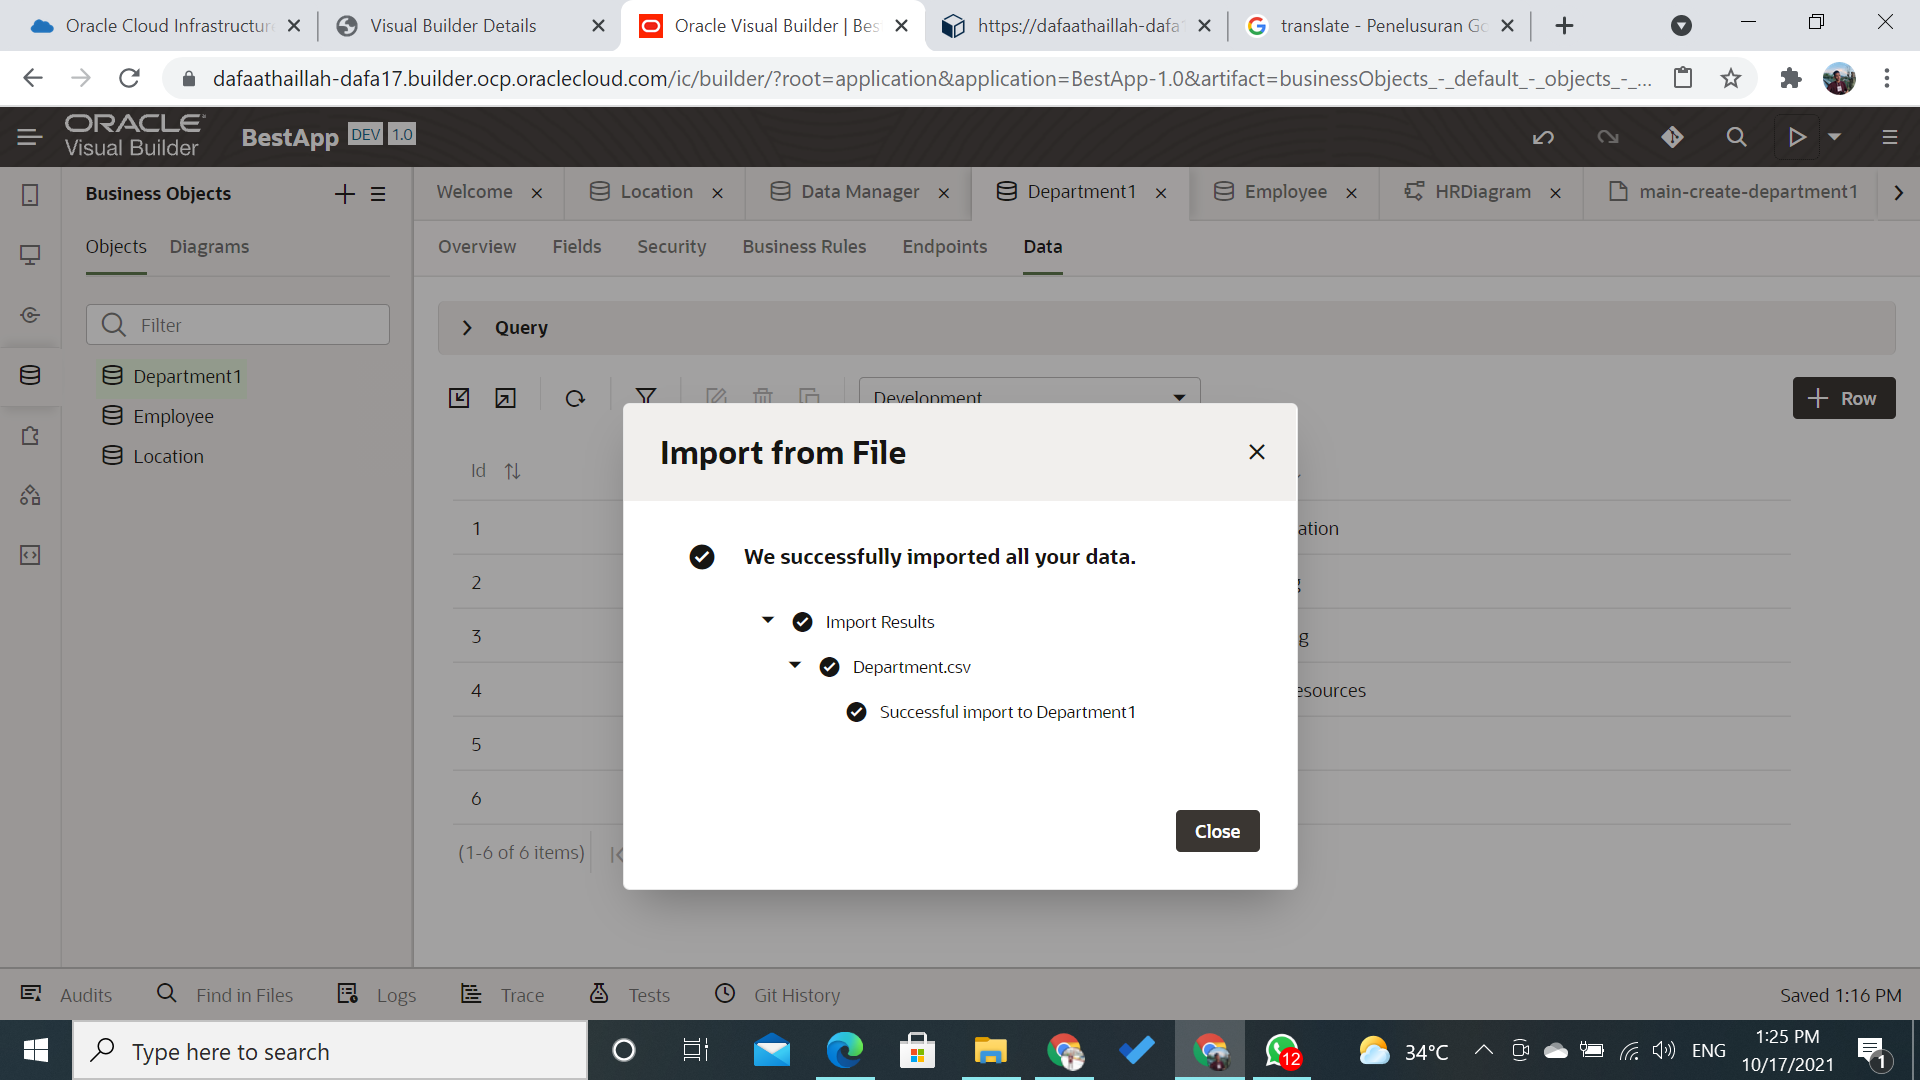 Oracle Cloud Infrastructur
Visual Builder Details
Oracle Visual Builder | Bes
https://dafaathaillah-dafa1
translate - Penelusuran Go
dafaathaillah-dafa17.builder.ocp.oraclecloud.com/ic/builder/?root=application&application=BestApp-1.0&artifact=businessObjects_-_default_-_objects_-_...
ORACLE
Visual Builder
BestApp DEV 1.0
Business Objects
Welcome
Location
Data Manager
Department1
Employee
HRDiagram
main-create-department1
Objects Diagrams
Overview Fields Security Business Rules Endpoints Data
Filter
Query
Department1
Employee
Location
Development
Row
Import from File
Id
1
ation
2
3
g
4
esources
5
6
We successfully imported all your data.
Import Results
Department.csv
Successful import to Department1
Close
(1-6 of 6 items)
Audits Find in Files Logs Trace Tests Git History
Saved 1:16 PM
Type here to search
12
34°C
ENG
1:25 PM
10/17/2021
1